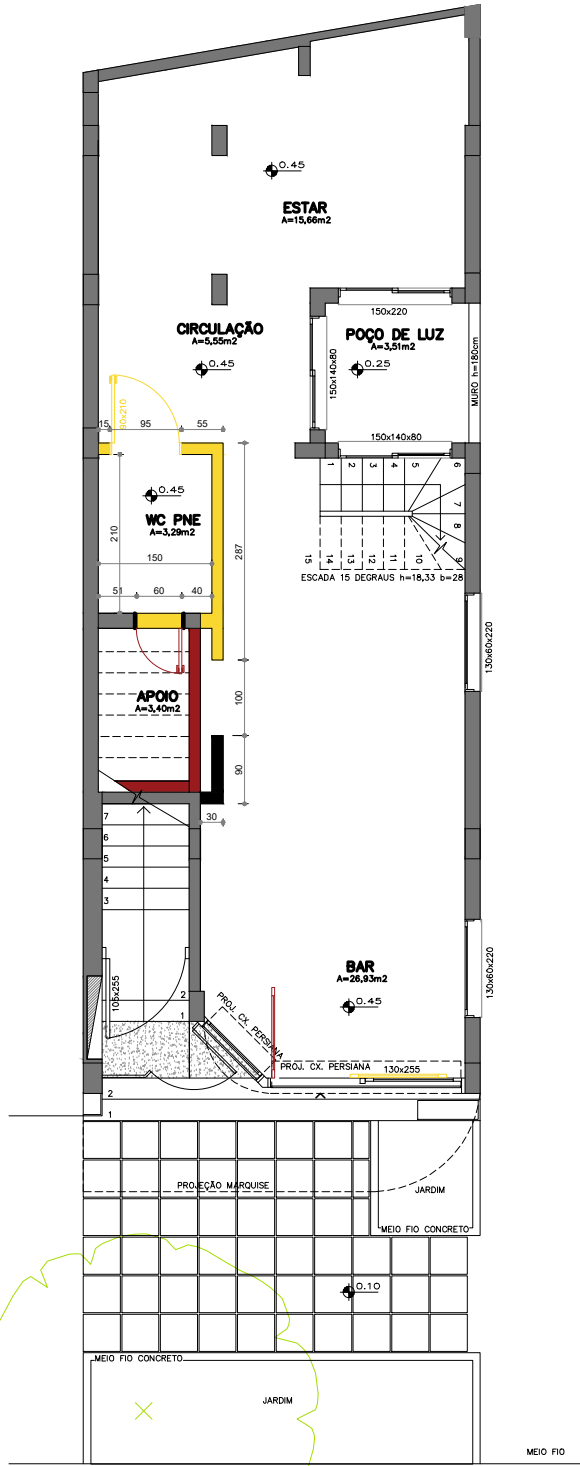 0.45
ESTAR
A=15,66m2
150x220
CIRCULAÇÃO
A=5,55m2
POÇO DE LUZ
A=3,51m2
0.45
0.25
150x140x80
MURO h=180cm
90x210
15
95
55
150x140x80
1
2
3
4
5
6
7
8
9
10
11
12
13
14
15
ESCADA 15 DEGRAUS h=18,33 b=28
0.45
WC PNE
A=3,29m2
210
150
287
51
60
40
130x60x220
APOIO
A=3,40m2
100
90
30
7
6
5
4
3
2
1
105x255
BAR
A=26,93m2
0.45
130x60x220
PROJ. CX. PERSIANA
PROJ. CX. PERSIANA
130x255
2
1
PROJEÇÃO MARQUISE
JARDIM
MEIO FIO CONCRETO
0.10
MEIO FIO CONCRETO
JARDIM
MEIO FIO